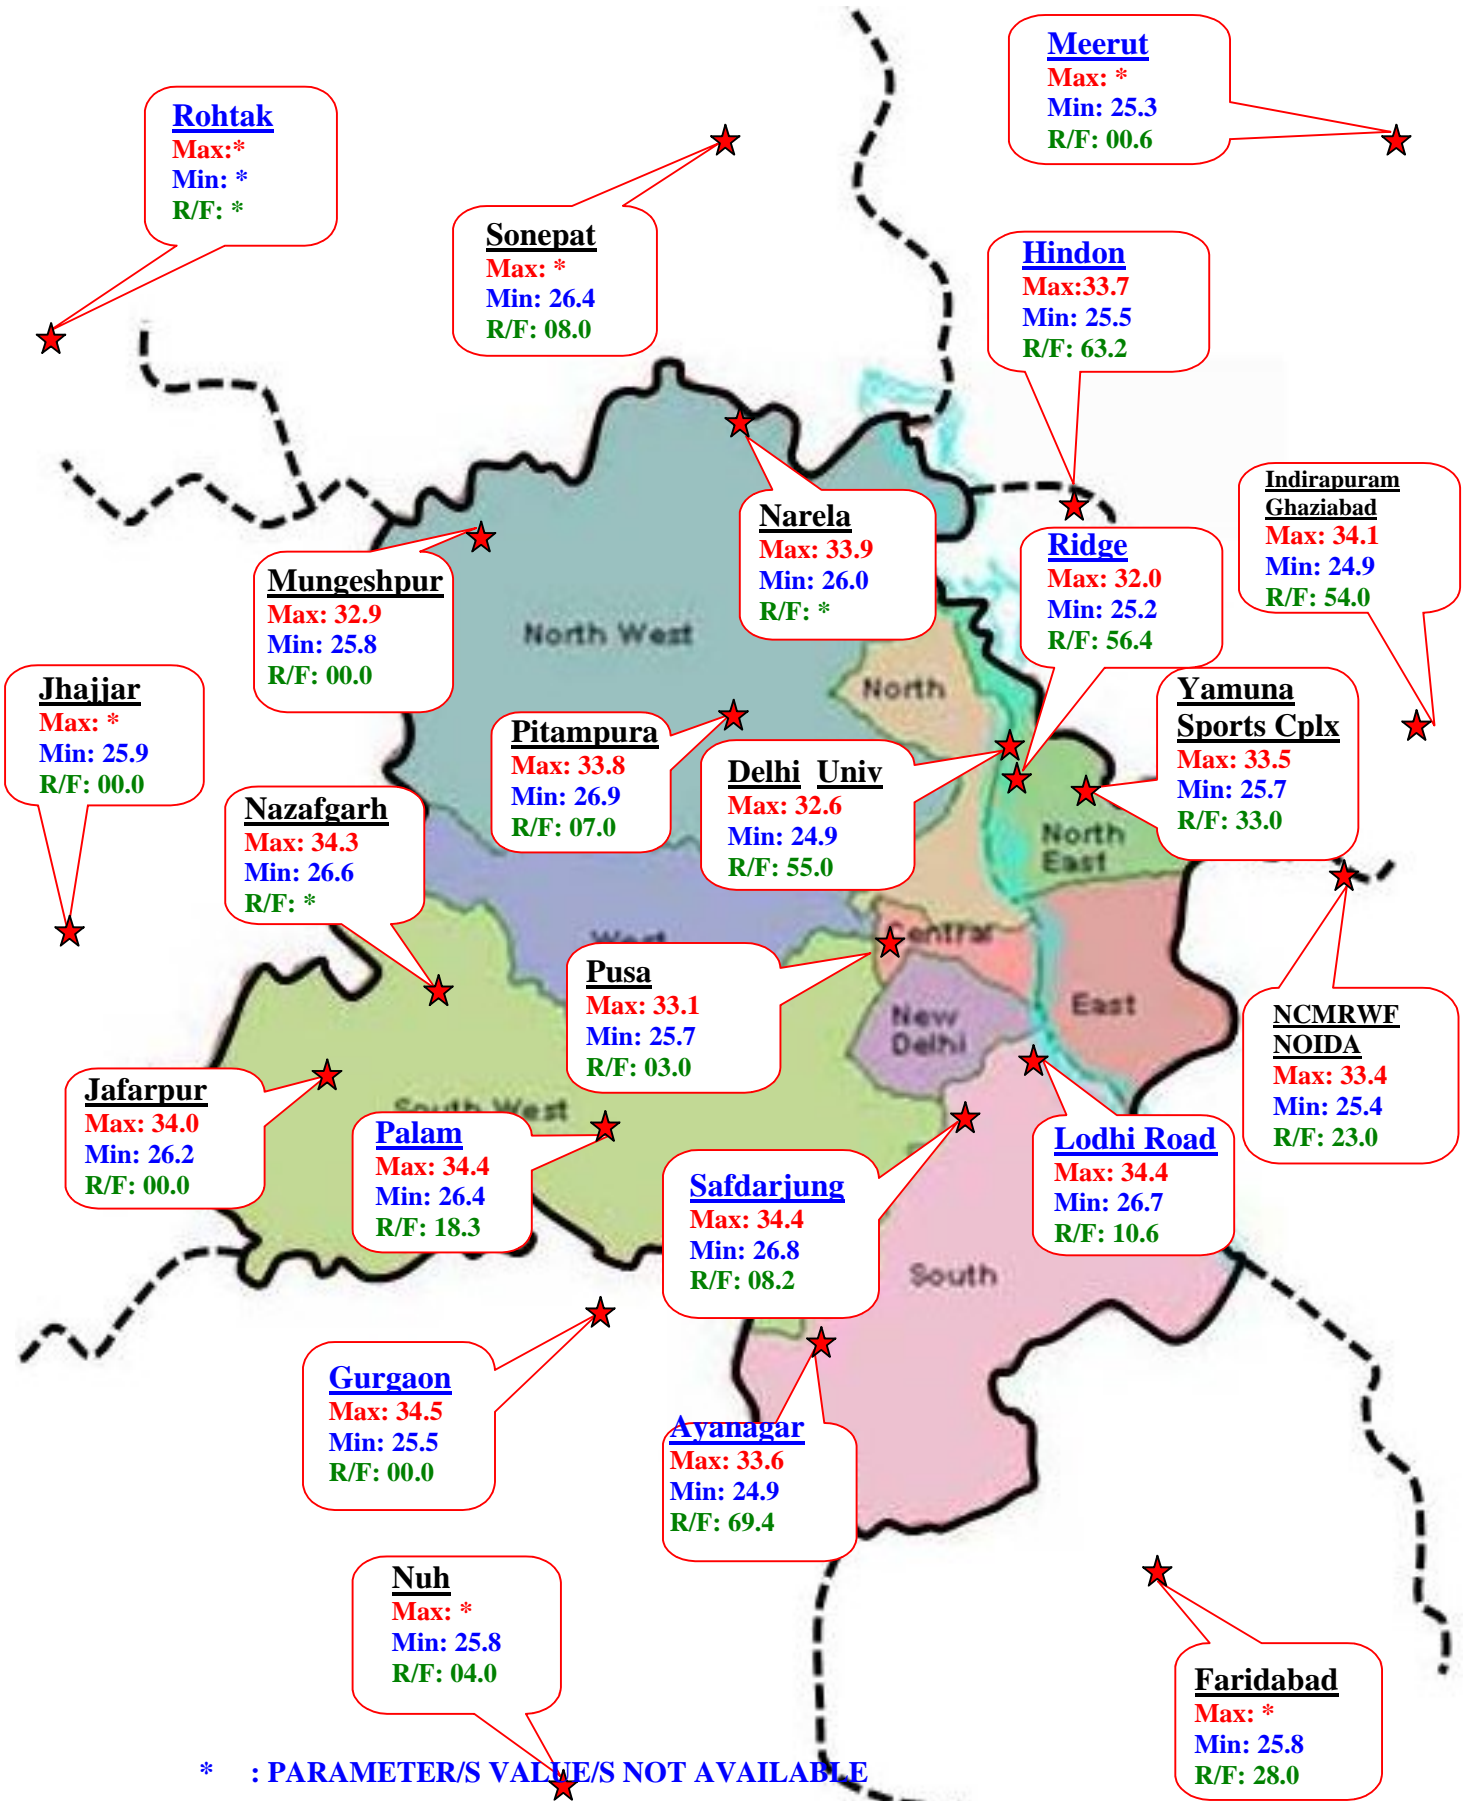 Meerut
Max: *
Min: 25.3
R/F: 00.6
Rohtak
Max:*
Min: *
R/F: *
Sonepat
Max: *
Min: 26.4
R/F: 08.0
Hindon
Max:33.7
Min: 25.5
R/F: 63.2
Indirapuram
Ghaziabad
Max: 34.1
Min: 24.9
R/F: 54.0
Narela
Max: 33.9
Min: 26.0
R/F: *
Ridge
Max: 32.0
Min: 25.2
R/F: 56.4
Mungeshpur
Max: 32.9
Min: 25.8
R/F: 00.0
North West
North
Jhajjar
Max: *
Min: 25.9
R/F: 00.0
Yamuna
Sports Cplx
Max: 33.5
Min: 25.7
R/F: 33.0
Pitampura
Max: 33.8
Min: 26.9
R/F: 07.0
Delhi Univ
Max: 32.6
Min: 24.9
R/F: 55.0
Nazafgarh
Max: 34.3
Min: 26.6
R/F: *
North
East
West
Central
Pusa
Max: 33.1
Min: 25.7
R/F: 03.0
New
Delhi
East
NCMRWF
NOIDA
Max: 33.4
Min: 25.4
R/F: 23.0
Jafarpur
Max: 34.0
Min: 26.2
R/F: 00.0
South West
Palam
Max: 34.4
Min: 26.4
R/F: 18.3
Lodhi Road
Max: 34.4
Min: 26.7
R/F: 10.6
Safdarjung
Max: 34.4
Min: 26.8
R/F: 08.2
South
Gurgaon
Max: 34.5
Min: 25.5
R/F: 00.0
Ayanagar
Max: 33.6
Min: 24.9
R/F: 69.4
Nuh
Max: *
Min: 25.8
R/F: 04.0
Faridabad
Max: *
Min: 25.8
R/F: 28.0
* : PARAMETER/S VALUE/S NOT AVAILABLE